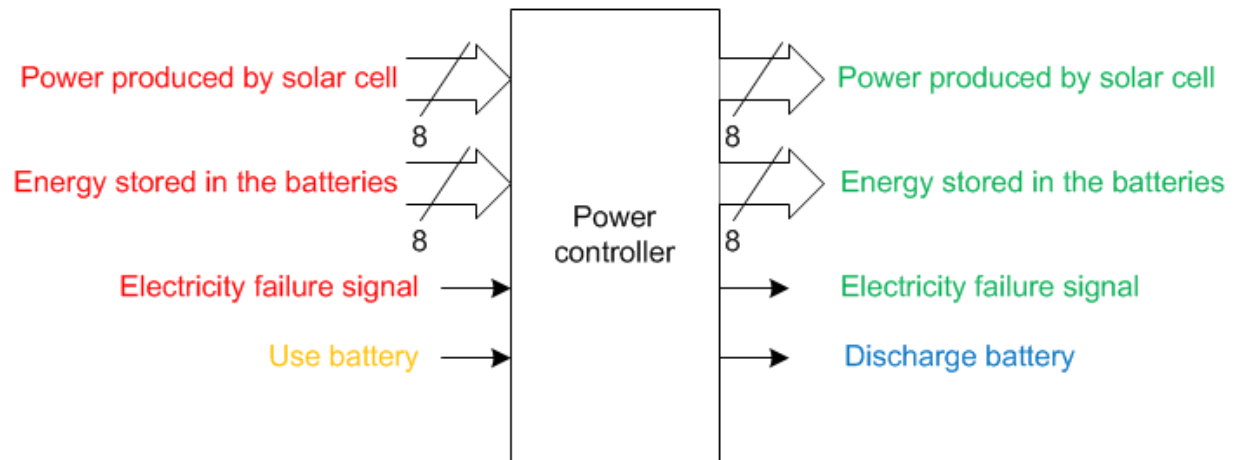 Power produced by solar cell
8
Power produced by solar cell
8
Energy stored in the batteries
8
Energy stored in the batteries
8
Power
controller
Electricity failure signal
Electricity failure signal
Use battery
Discharge battery